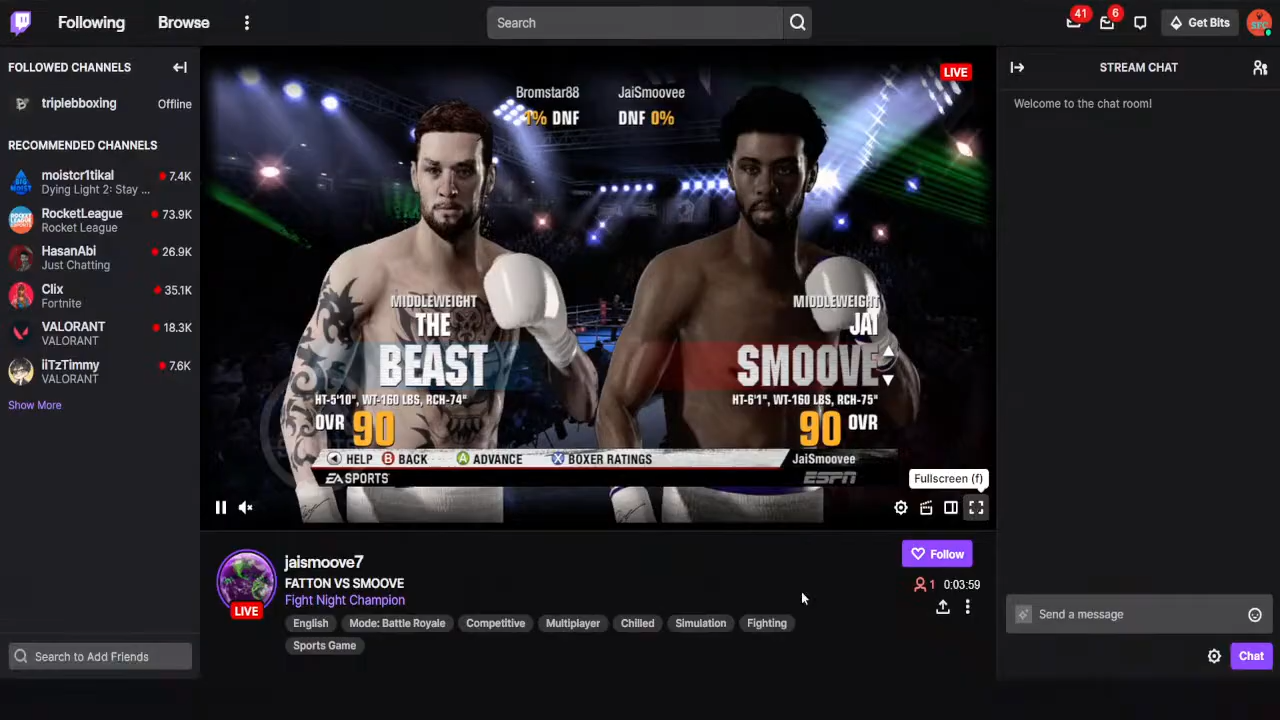 Following
Browse
Search
41
6
Get Bits
FOLLOWED CHANNELS
triplebboxing
Offline
RECOMMENDED CHANNELS
moistcr1tikal
7.4K
Dying Light 2: Stay ...
RocketLeague
73.9K
Rocket League
HasanAbi
26.9K
Just Chatting
Clix
35.1K
Fortnite
VALORANT
18.3K
VALORANT
iiTzTimmy
7.6K
VALORANT
Show More
Search to Add Friends
LIVE
Bromstar88
JaiSmoovee
1% DNF
DNF 0%
MIDDLEWEIGHT
THE
BEAST
HT-5'10", WT-160 LBS, RCH-74"
OVR 90
MIDDLEWEIGHT
JAI
SMOOVE
HT-6'1", WT-160 LBS, RCH-75"
90 OVR
HELP B BACK A ADVANCE X BOXER RATINGS
JaiSmoovee
EA SPORTS
ESPN
Fullscreen (f)
jaismoove7
FATTON VS SMOOVE
Fight Night Champion
LIVE
English
Mode: Battle Royale
Competitive
Multiplayer
Chilled
Simulation
Fighting
Sports Game
Follow
1 0:03:59
STREAM CHAT
Welcome to the chat room!
Send a message
Chat